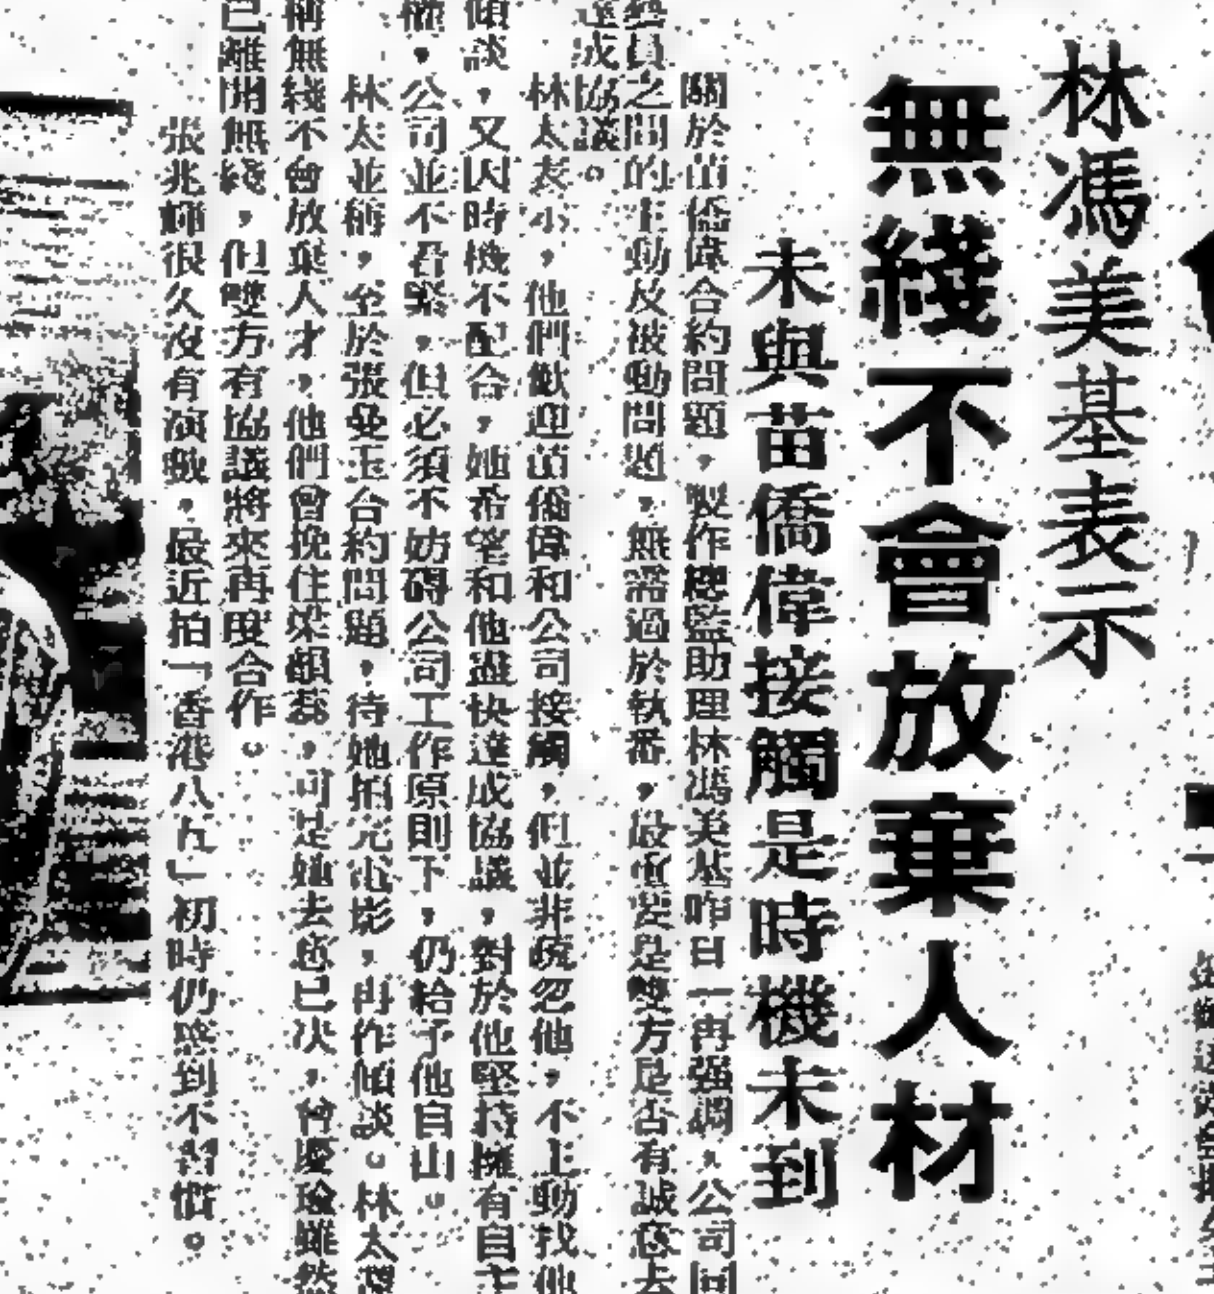 林馮美基表示
無綫不會放棄人材
未與苗僑偉接觸是時機未到
關於苗僑偉合約問題，製作總監助理林馮美基昨日一再强調，公司同
藝員之間的主動及被動問題，無需過於執着，最重要是雙方是否有誠意去
達成協議。
林太表示，他們歡迎苗僑偉和公司接觸，但並非疏忽他，不主動找他
傾談，又因時機不配合，她希望和他盡快達成協議，對於他堅持擁有自主
權，公司並不着緊，但必須不妨碍公司工作原則下，仍給予他自由。
林太並稱，至於張曼玉合約問題，待她拍完電影，再作傾談。林太還
稱無綫不會放棄人才，他們曾挽住梁韻蕊，可是她去意已决，曾慶瑜雖然
已離開無綫，但雙方有協議將來再度合作。
張兆輝很久沒有演戲，最近拍「香港八五」初時仍感到不習慣。